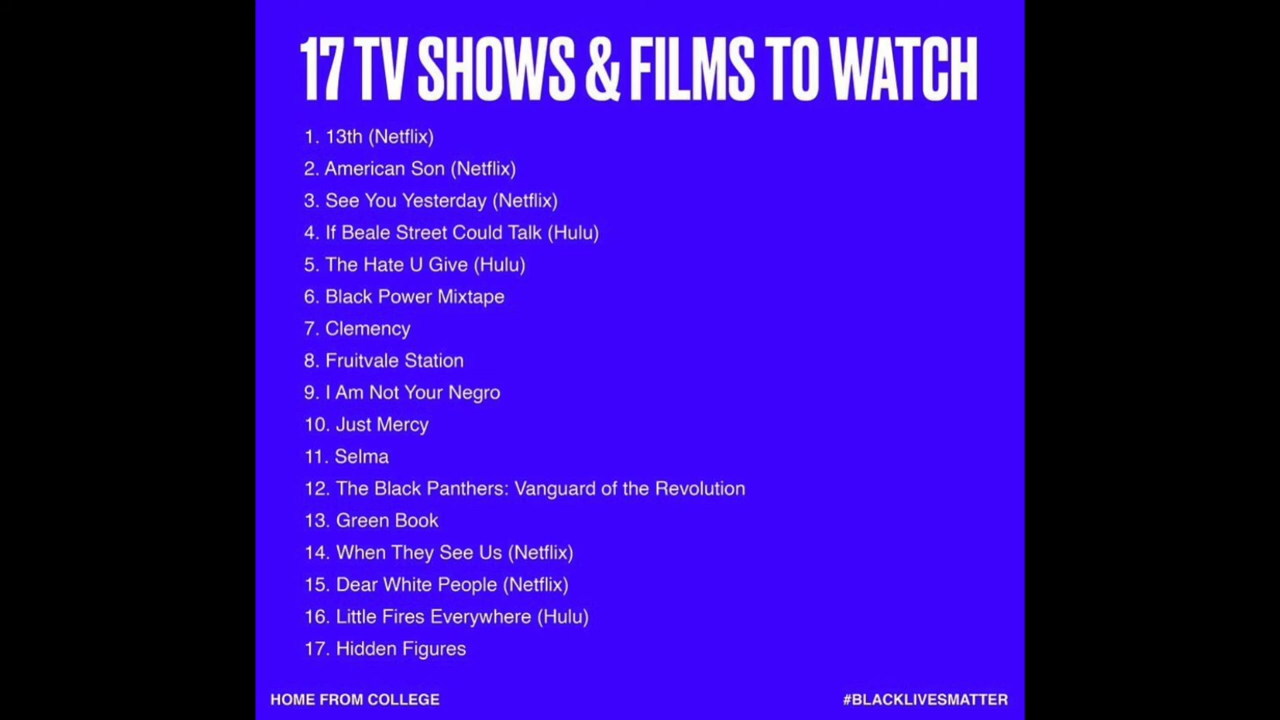 17 TV SHOWS & FILMS TO WATCH
1. 13th (Netflix)
2. American Son (Netflix)
3. See You Yesterday (Netflix)
4. If Beale Street Could Talk (Hulu)
5. The Hate U Give (Hulu)
6. Black Power Mixtape
7. Clemency
8. Fruitvale Station
9. I Am Not Your Negro
10. Just Mercy
11. Selma
12. The Black Panthers: Vanguard of the Revolution
13. Green Book
14. When They See Us (Netflix)
15. Dear White People (Netflix)
16. Little Fires Everywhere (Hulu)
17. Hidden Figures
HOME FROM COLLEGE
#BLACKLIVESMATTER